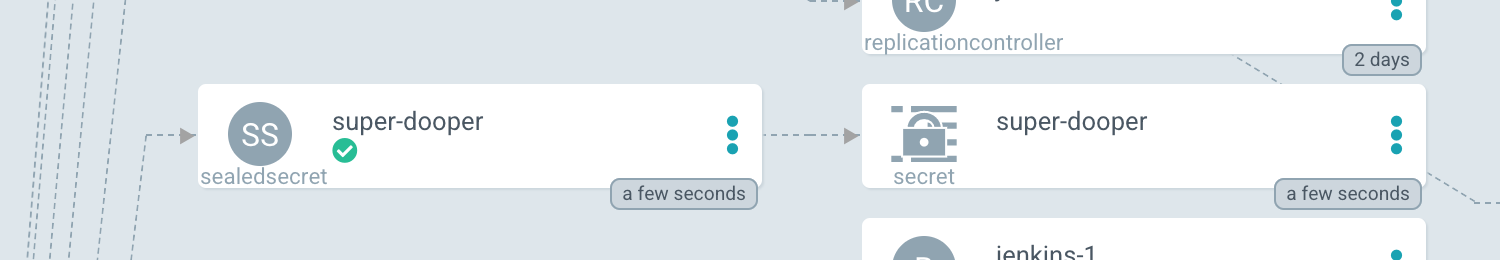 RC
replicationcontroller
2 days
SS
super-dooper
sealedsecret
a few seconds
super-dooper
secret
a few seconds
jenkins-1